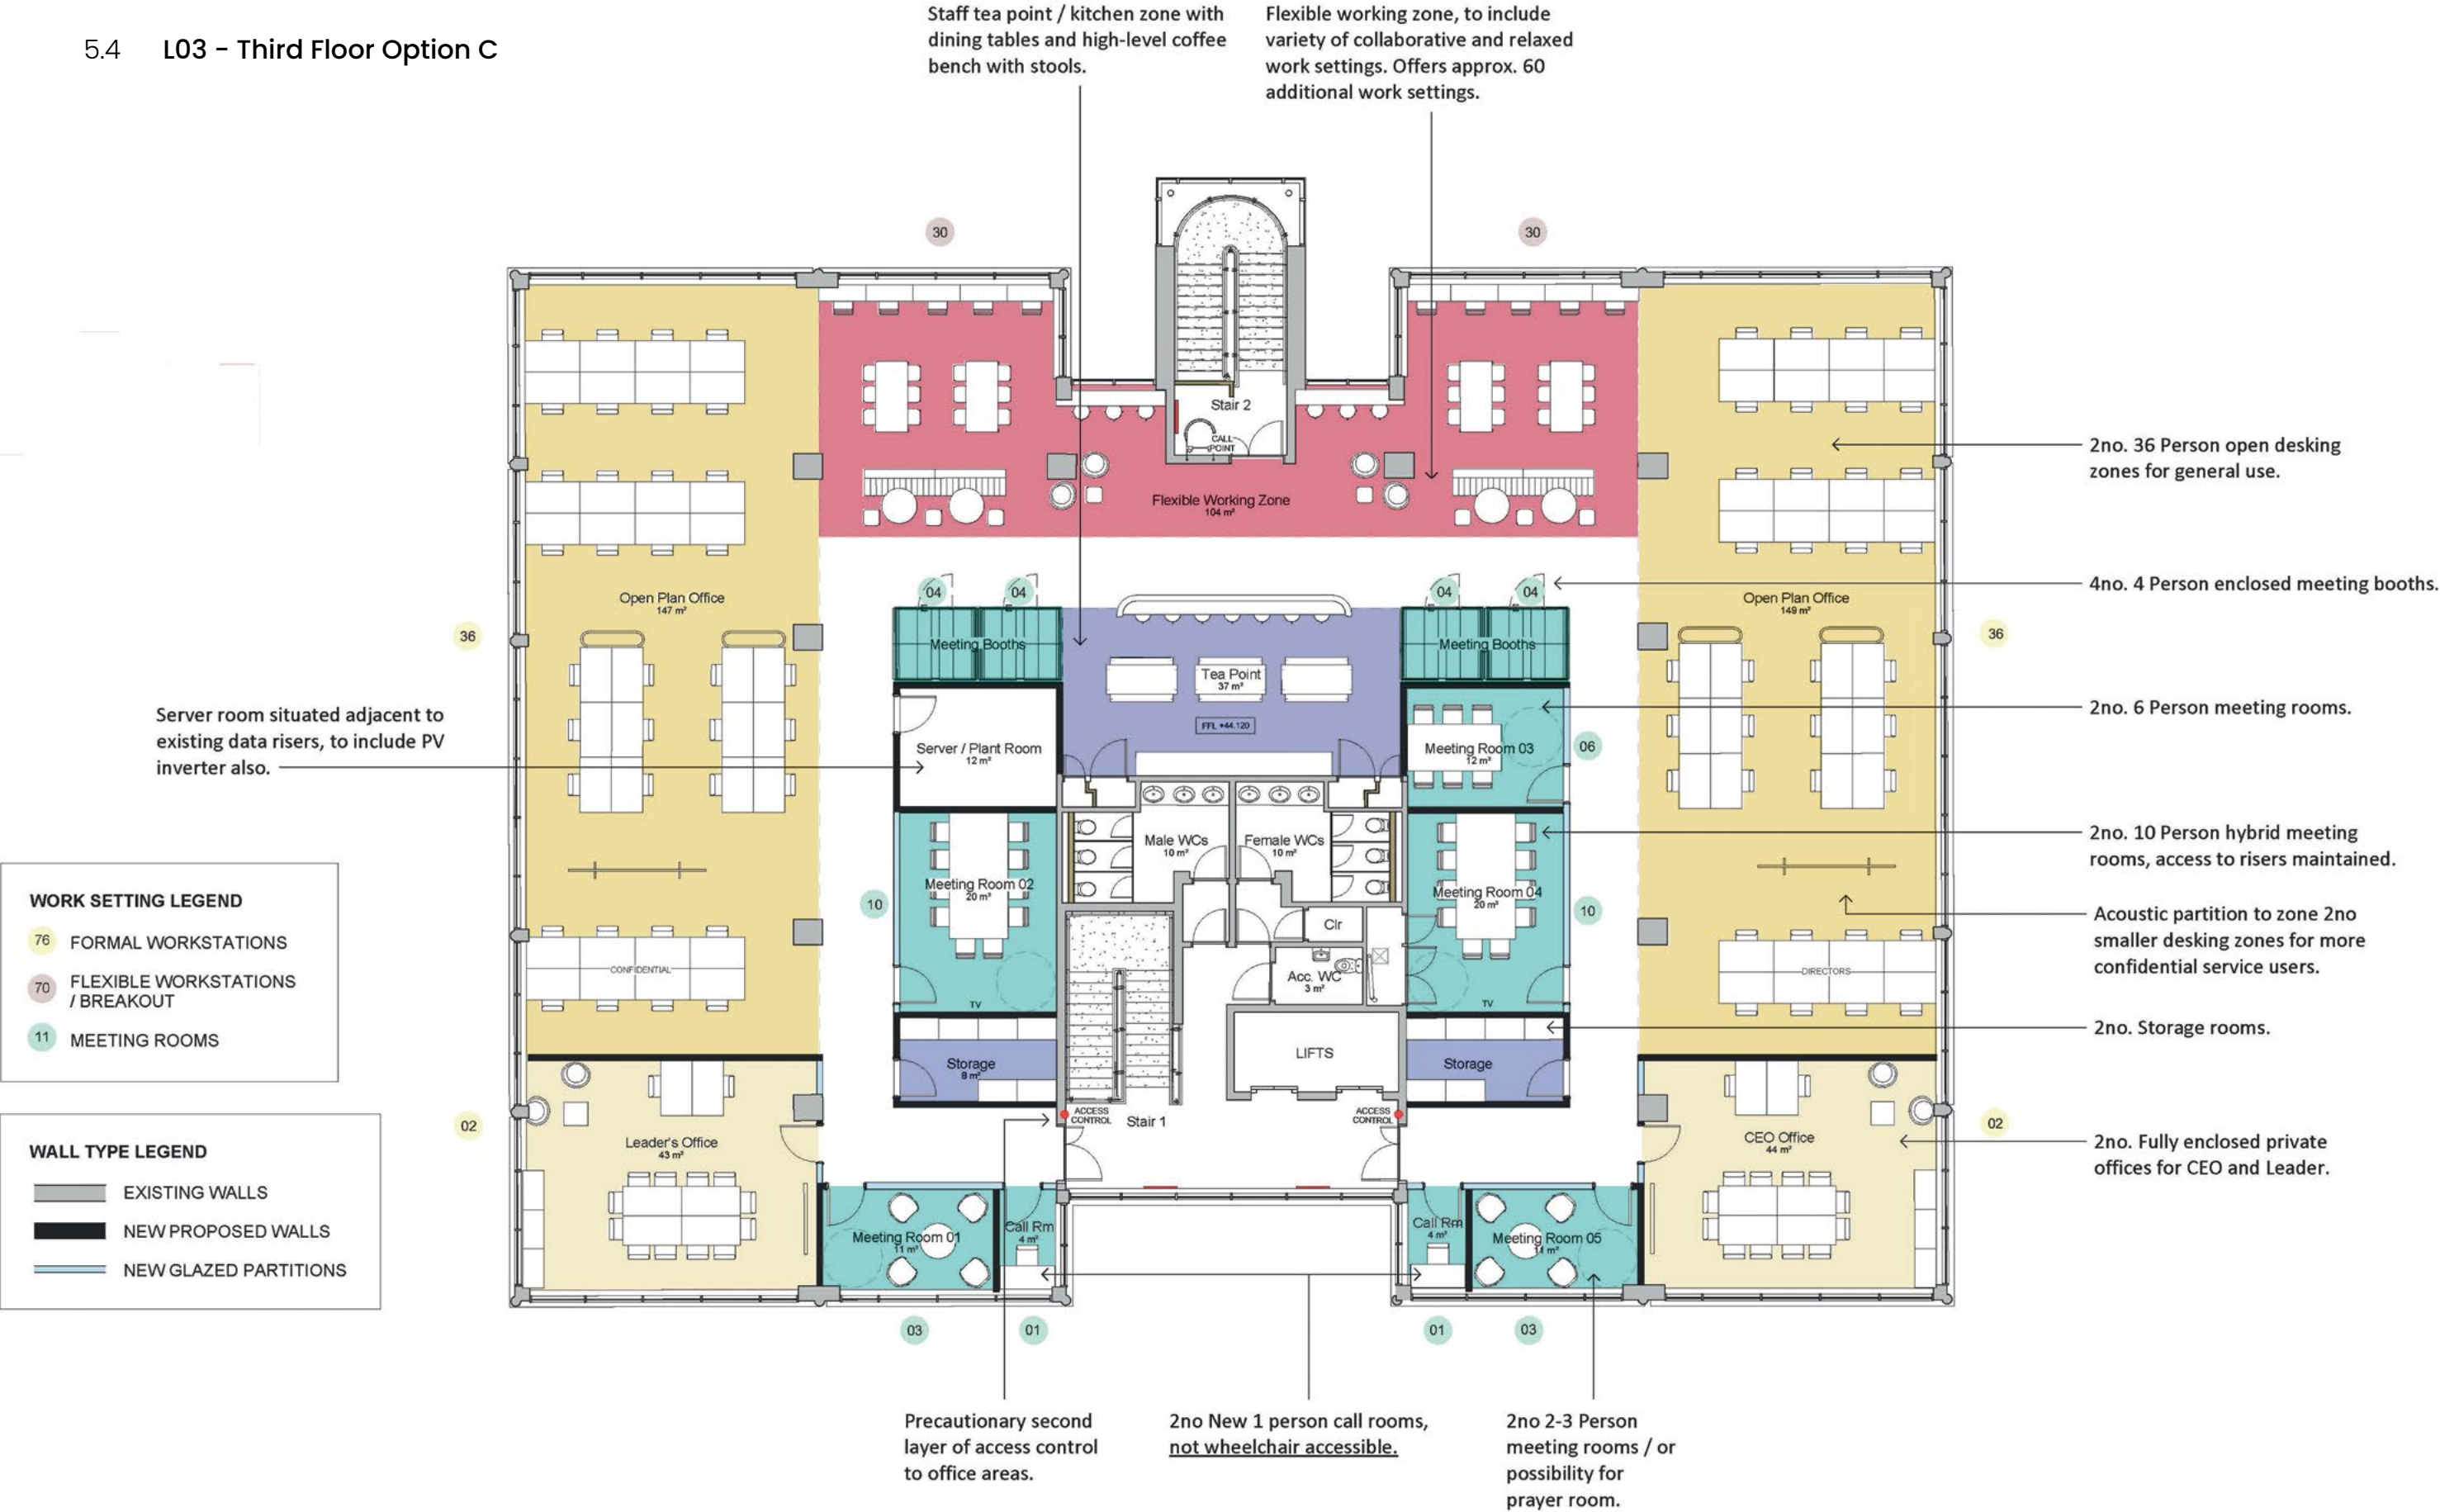 5.4 L03 - Third Floor Option C
Staff tea point / kitchen zone with
dining tables and high-level coffee
bench with stools.
Flexible working zone, to include
variety of collaborative and relaxed
work settings. Offers approx. 60
additional work settings.
30
30
Stair 2
CALL
POINT
Flexible Working Zone
104 m²
2no. 36 Person open desking
zones for general use.
Open Plan Office
147 m²
36
04
04
04
04
Meeting Booths
Meeting Booths
4no. 4 Person enclosed meeting booths.
Open Plan Office
149 m²
36
Tea Point
37 m²
FFL +44.120
Server room situated adjacent to
existing data risers, to include PV
inverter also.
Server / Plant Room
12 m²
Meeting Room 03
12 m²
06
2no. 6 Person meeting rooms.
Male WCs
10 m²
Female WCs
10 m²
2no. 10 Person hybrid meeting
rooms, access to risers maintained.
10
Meeting Room 02
20 m²
TV
Meeting Room 04
20 m²
TV
10
Clr
Acc. WC
3 m²
Acoustic partition to zone 2no
smaller desking zones for more
confidential service users.
CONFIDENTIAL
DIRECTORS
WORK SETTING LEGEND
76 FORMAL WORKSTATIONS
70 FLEXIBLE WORKSTATIONS
/ BREAKOUT
11 MEETING ROOMS
Storage
8 m²
LIFTS
Storage
2no. Storage rooms.
ACCESS
CONTROL
Stair 1
ACCESS
CONTROL
02
Leader's Office
43 m²
CEO Office
44 m²
02
2no. Fully enclosed private
offices for CEO and Leader.
WALL TYPE LEGEND
EXISTING WALLS
NEW PROPOSED WALLS
NEW GLAZED PARTITIONS
Meeting Room 01
11 m²
Call Rm
4 m²
Call Rm
4 m²
Meeting Room 05
11 m²
03
01
01
03
Precautionary second
layer of access control
to office areas.
2no New 1 person call rooms,
not wheelchair accessible.
2no 2-3 Person
meeting rooms / or
possibility for
prayer room.